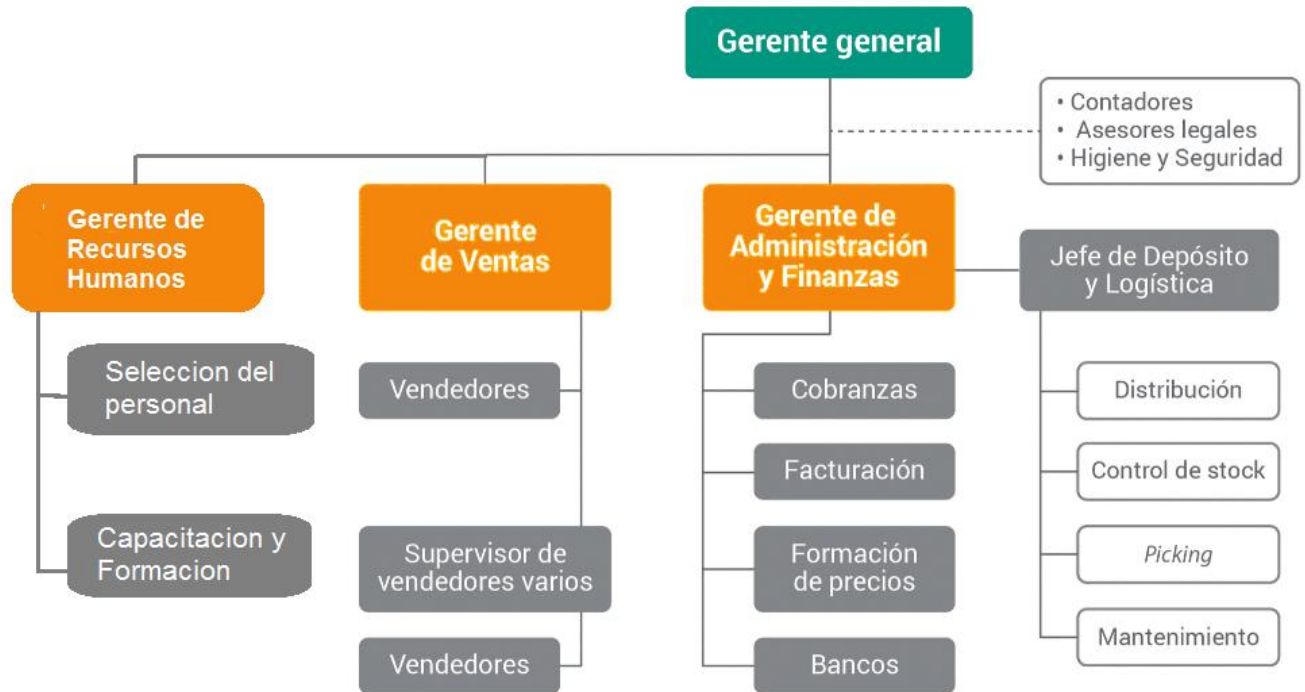 Gerente general
• Contadores
• Asesores legales
• Higiene y Seguridad
Gerente de
Recursos
Humanos
Gerente
de Ventas
Gerente de
Administración
y Finanzas
Jefe de Depósito
y Logística
Seleccion del
personal
Vendedores
Cobranzas
Distribución
Facturación
Control de stock
Capacitacion y
Formacion
Supervisor de
vendedores varios
Formación
de precios
Picking
Vendedores
Bancos
Mantenimiento